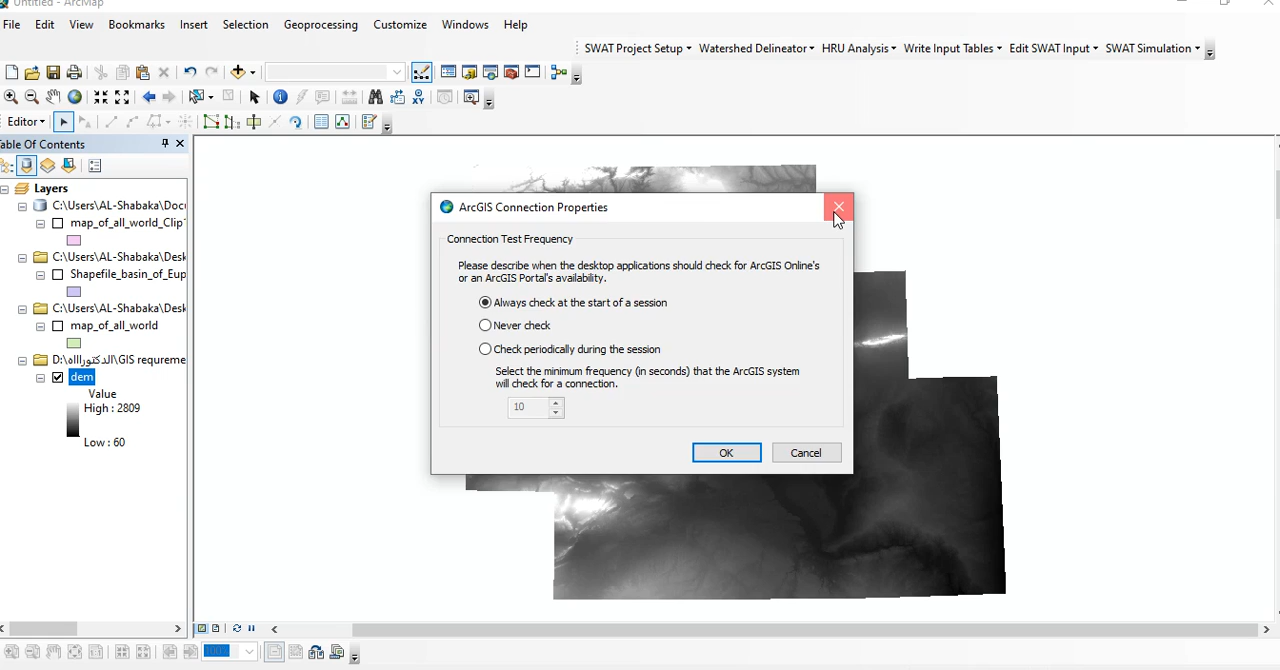 Untitled - ArcMap
File Edit View Bookmarks Insert Selection Geoprocessing Customize Windows Help
SWAT Project Setup Watershed Delineator HRU Analysis Write Input Tables Edit SWAT Input SWAT Simulation
Editor
able Of Contents
Layers
C:\Users\AL-Shabaka\Doc
map_of_all_world_Clip
C:\Users\AL-Shabaka\Desk
Shapefile_basin_of_Eup
C:\Users\AL-Shabaka\Desk
map_of_all_world
D:\الدكتوراااه\GIS requreme
dem
Value
High : 2809
Low : 60
ArcGIS Connection Properties
Connection Test Frequency
Please describe when the desktop applications should check for ArcGIS Online's
or an ArcGIS Portal's availability.
Always check at the start of a session
Never check
Check periodically during the session
Select the minimum frequency (in seconds) that the ArcGIS system
will check for a connection.
10
OK Cancel
100%